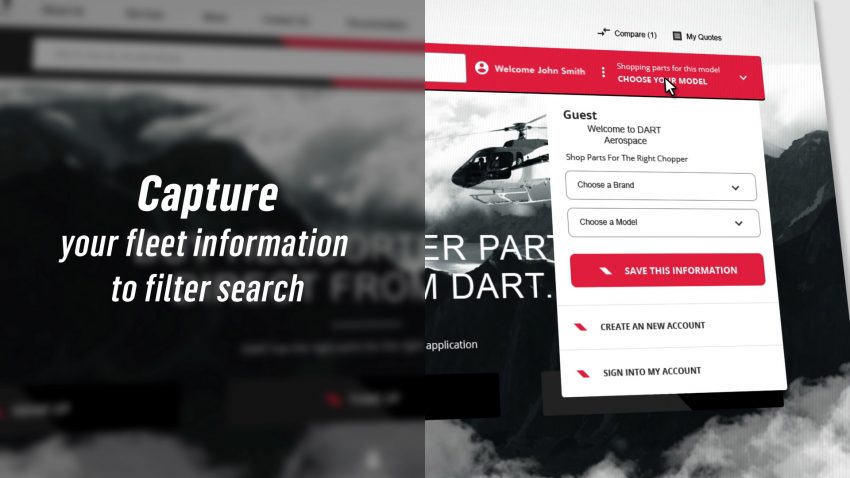 Compare (1)
My Quotes
Welcome John Smith
Shopping parts for this model
CHOOSE YOUR MODEL
Guest
Welcome to DART
Aerospace
Shop Parts For The Right Chopper
Choose a Brand
Choose a Model
SAVE THIS INFORMATION
CREATE AN NEW ACCOUNT
SIGN INTO MY ACCOUNT
Capture
your fleet information
to filter search
PART
FROM DART.
application